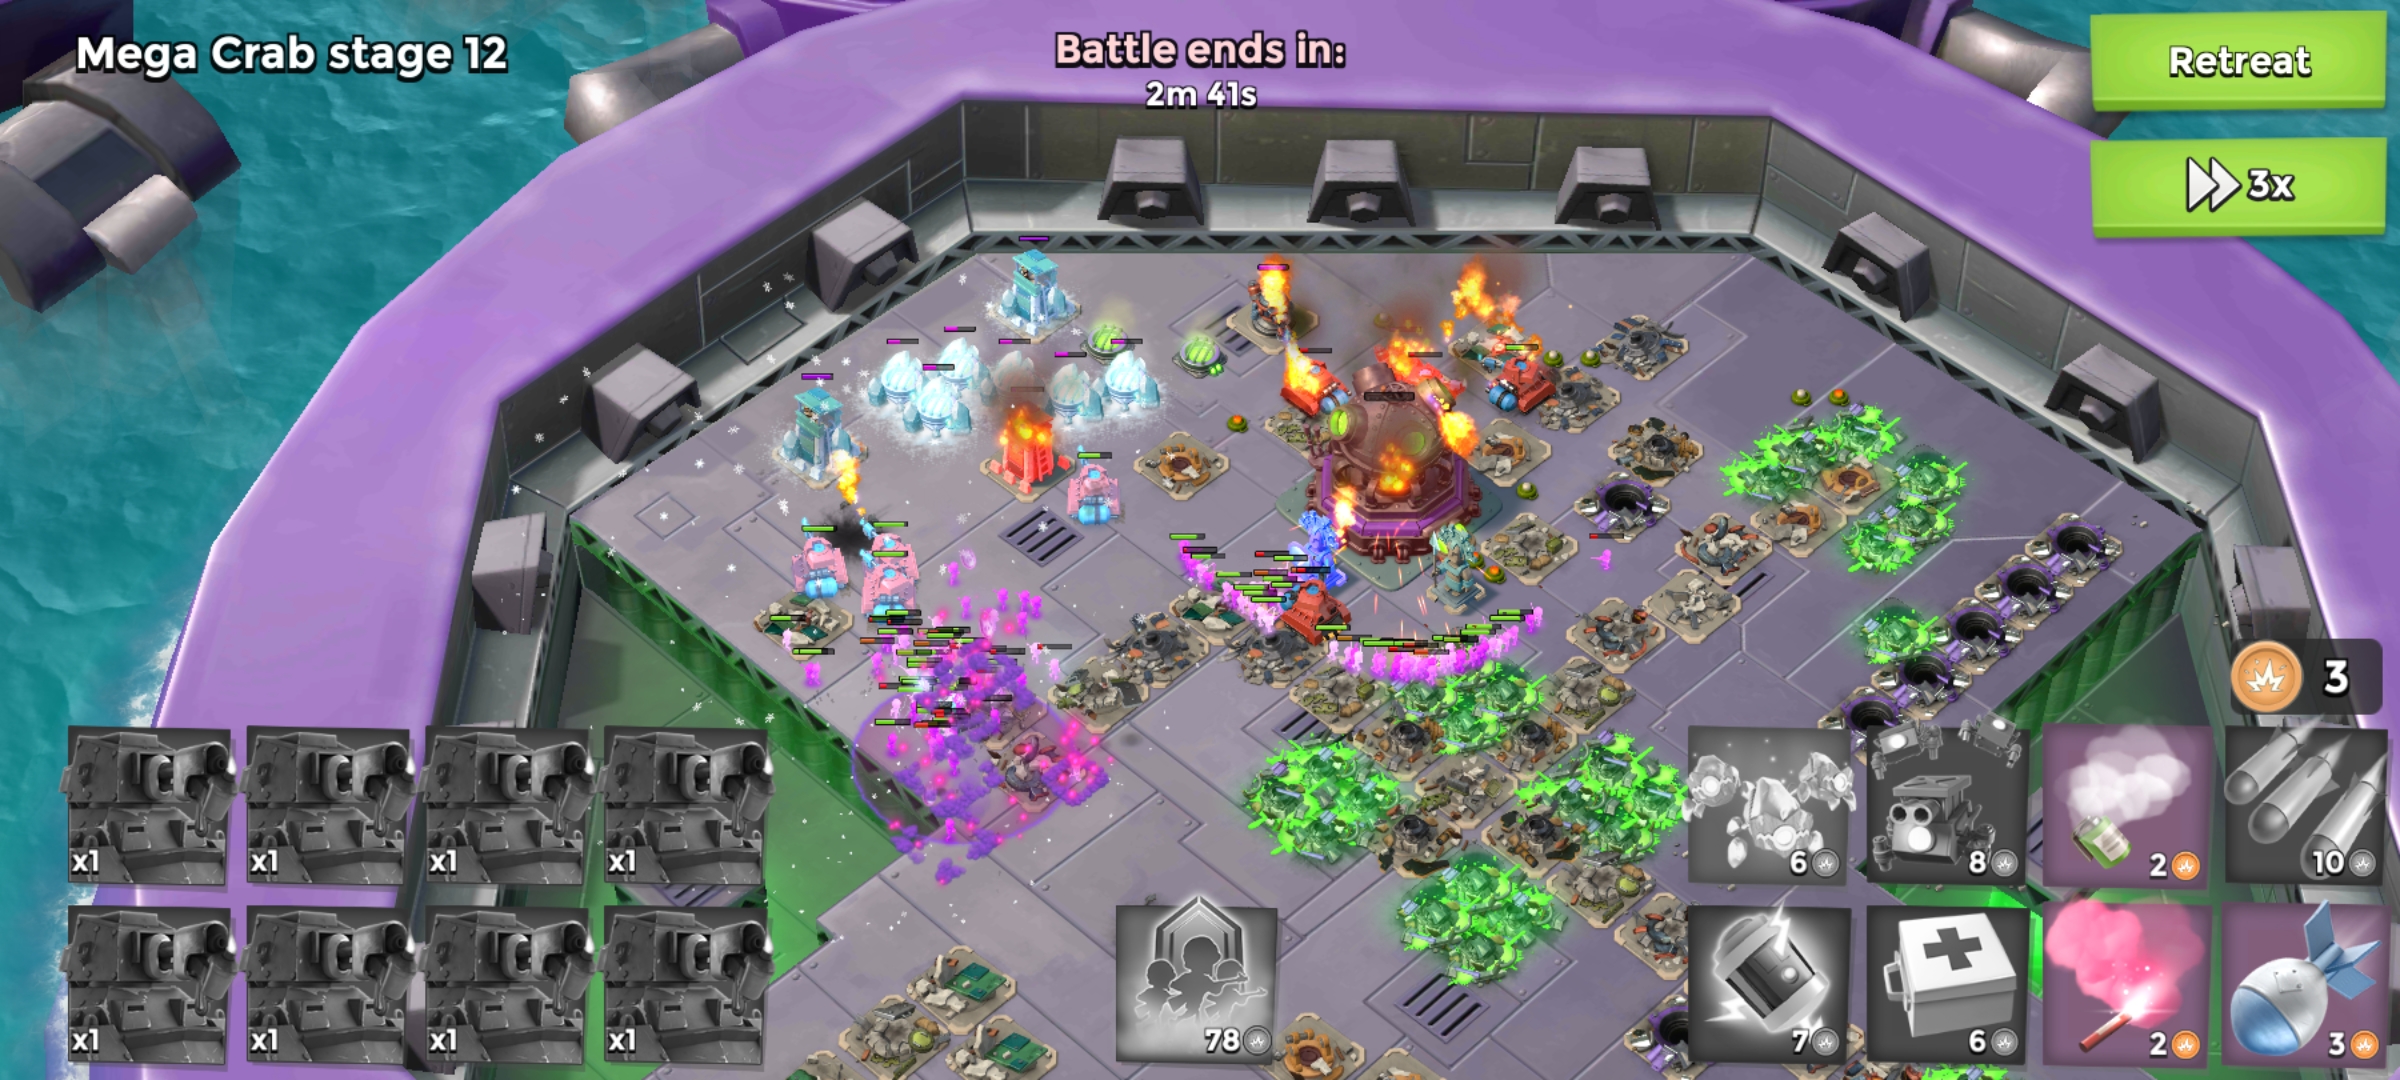 Mega Crab stage 12
Battle ends in:
2m 41s
Retreat
3x
3
x1 x1 x1 x1
6 8 2 10
x1 x1 x1 x1
78
7 6 2 3